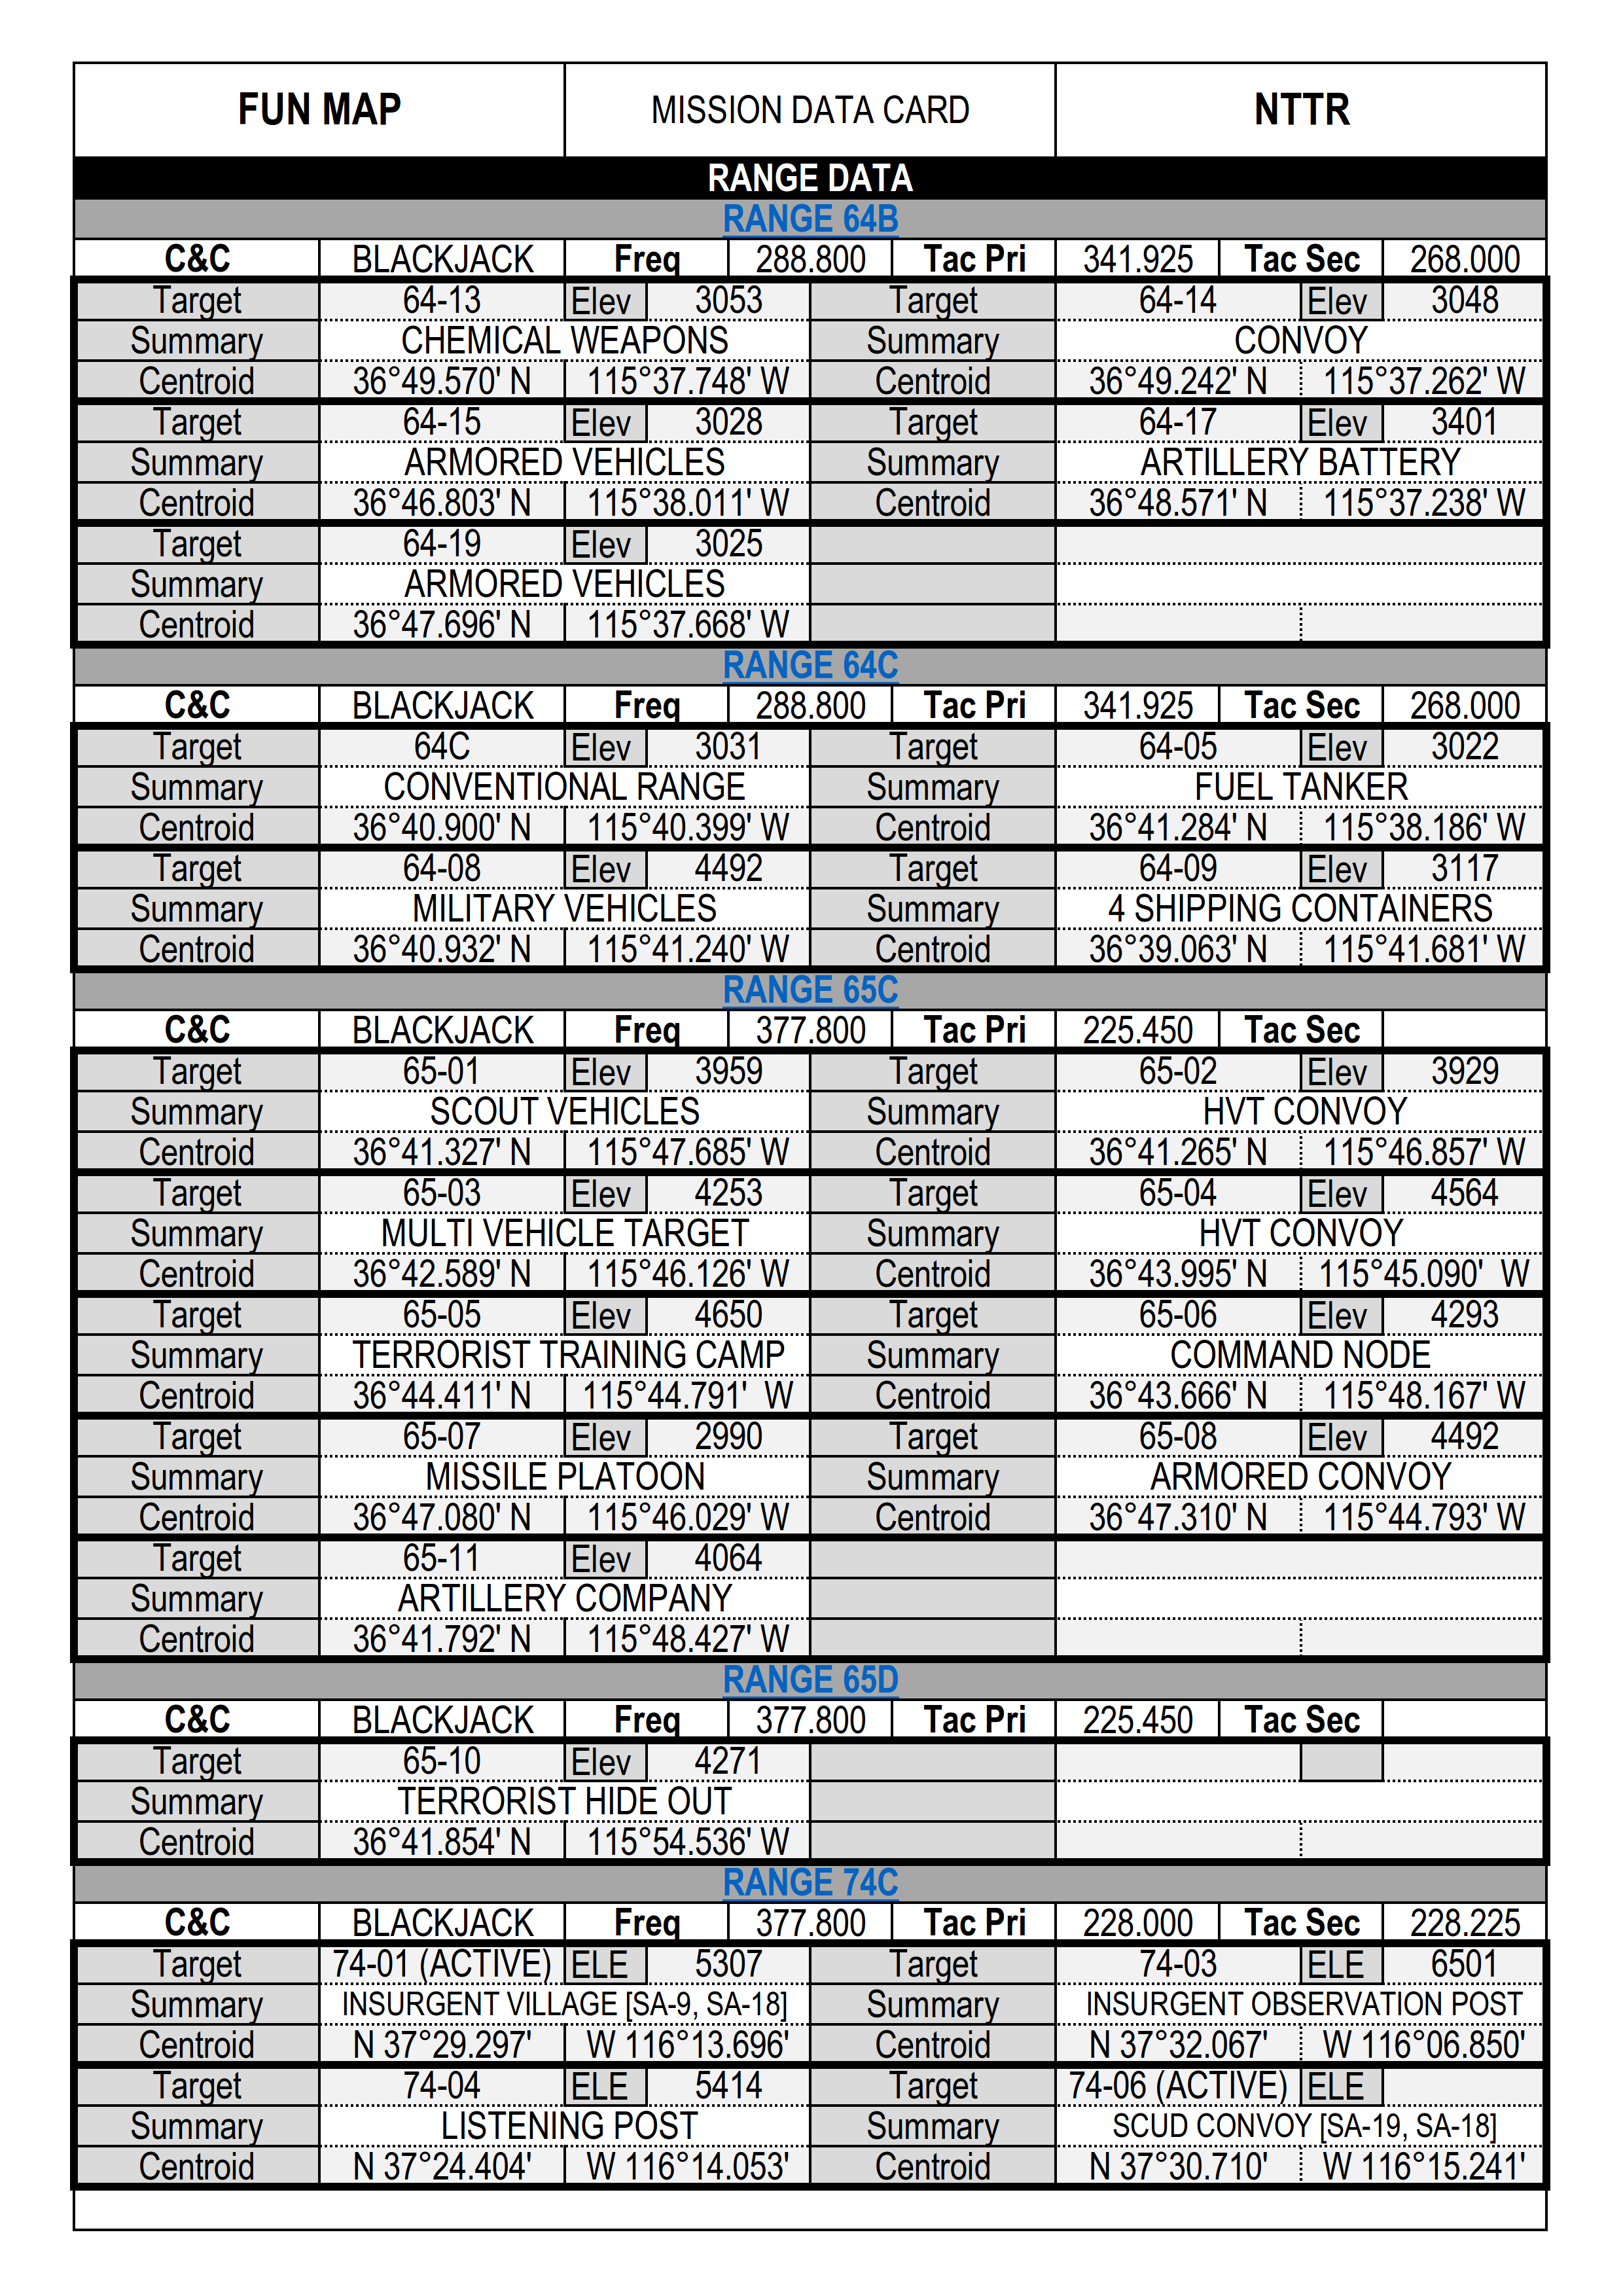 FUN MAP MISSION DATA CARD NTTR
RANGE DATA
RANGE 64B
C&C BLACKJACK Freq 288.800 Tac Pri 341.925 Tac Sec 268.000
Target 64-13 Elev 3053 Target 64-14 Elev 3048
Summary CHEMICAL WEAPONS Summary CONVOY
Centroid 36°49.570' N 115°37.748' W Centroid 36°49.242' N 115°37.262' W
Target 64-15 Elev 3028 Target 64-17 Elev 3401
Summary ARMORED VEHICLES Summary ARTILLERY BATTERY
Centroid 36°46.803' N 115°38.011' W Centroid 36°48.571' N 115°37.238' W
Target 64-19 Elev 3025
Summary ARMORED VEHICLES
Centroid 36°47.696' N 115°37.668' W
RANGE 64C
C&C BLACKJACK Freq 288.800 Tac Pri 341.925 Tac Sec 268.000
Target 64C Elev 3031 Target 64-05 Elev 3022
Summary CONVENTIONAL RANGE Summary FUEL TANKER
Centroid 36°40.900' N 115°40.399' W Centroid 36°41.284' N 115°38.186' W
Target 64-08 Elev 4492 Target 64-09 Elev 3117
Summary MILITARY VEHICLES Summary 4 SHIPPING CONTAINERS
Centroid 36°40.932' N 115°41.240' W Centroid 36°39.063' N 115°41.681' W
RANGE 65C
C&C BLACKJACK Freq 377.800 Tac Pri 225.450 Tac Sec
Target 65-01 Elev 3959 Target 65-02 Elev 3929
Summary SCOUT VEHICLES Summary HVT CONVOY
Centroid 36°41.327' N 115°47.685' W Centroid 36°41.265' N 115°46.857' W
Target 65-03 Elev 4253 Target 65-04 Elev 4564
Summary MULTI VEHICLE TARGET Summary HVT CONVOY
Centroid 36°42.589' N 115°46.126' W Centroid 36°43.995' N 115°45.090' W
Target 65-05 Elev 4650 Target 65-06 Elev 4293
Summary TERRORIST TRAINING CAMP Summary COMMAND NODE
Centroid 36°44.411' N 115°44.791' W Centroid 36°43.666' N 115°48.167' W
Target 65-07 Elev 2990 Target 65-08 Elev 4492
Summary MISSILE PLATOON Summary ARMORED CONVOY
Centroid 36°47.080' N 115°46.029' W Centroid 36°47.310' N 115°44.793' W
Target 65-11 Elev 4064
Summary ARTILLERY COMPANY
Centroid 36°41.792' N 115°48.427' W
RANGE 65D
C&C BLACKJACK Freq 377.800 Tac Pri 225.450 Tac Sec
Target 65-10 Elev 4271
Summary TERRORIST HIDE OUT
Centroid 36°41.854' N 115°54.536' W
RANGE 74C
C&C BLACKJACK Freq 377.800 Tac Pri 228.000 Tac Sec 228.225
Target 74-01 (ACTIVE) ELE 5307 Target 74-03 ELE 6501
Summary INSURGENT VILLAGE [SA-9, SA-18] Summary INSURGENT OBSERVATION POST
Centroid N 37°29.297' W 116°13.696' Centroid N 37°32.067' W 116°06.850'
Target 74-04 ELE 5414 Target 74-06 (ACTIVE) ELE
Summary LISTENING POST Summary SCUD CONVOY [SA-19, SA-18]
Centroid N 37°24.404' W 116°14.053' Centroid N 37°30.710' W 116°15.241'